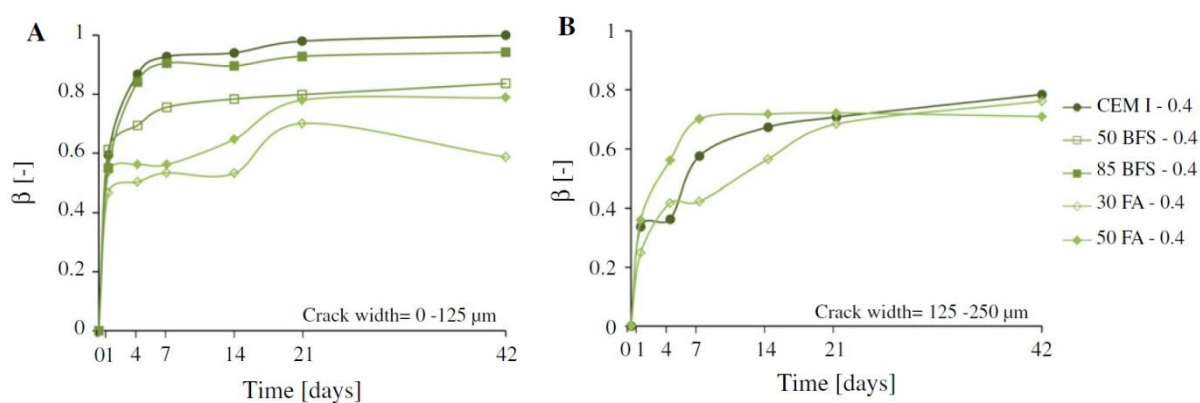 A
β [-]
1
0.8
0.6
0.4
0.2
0
Crack width= 0 -125 µm
01 4 7 14 21 42
Time [days]
B
β [-]
1
0.8
0.6
0.4
0.2
0
Crack width= 125 -250 µm
0 1 4 7 14 21 42
Time [days]
CEM I - 0.4
50 BFS - 0.4
85 BFS - 0.4
30 FA - 0.4
50 FA - 0.4